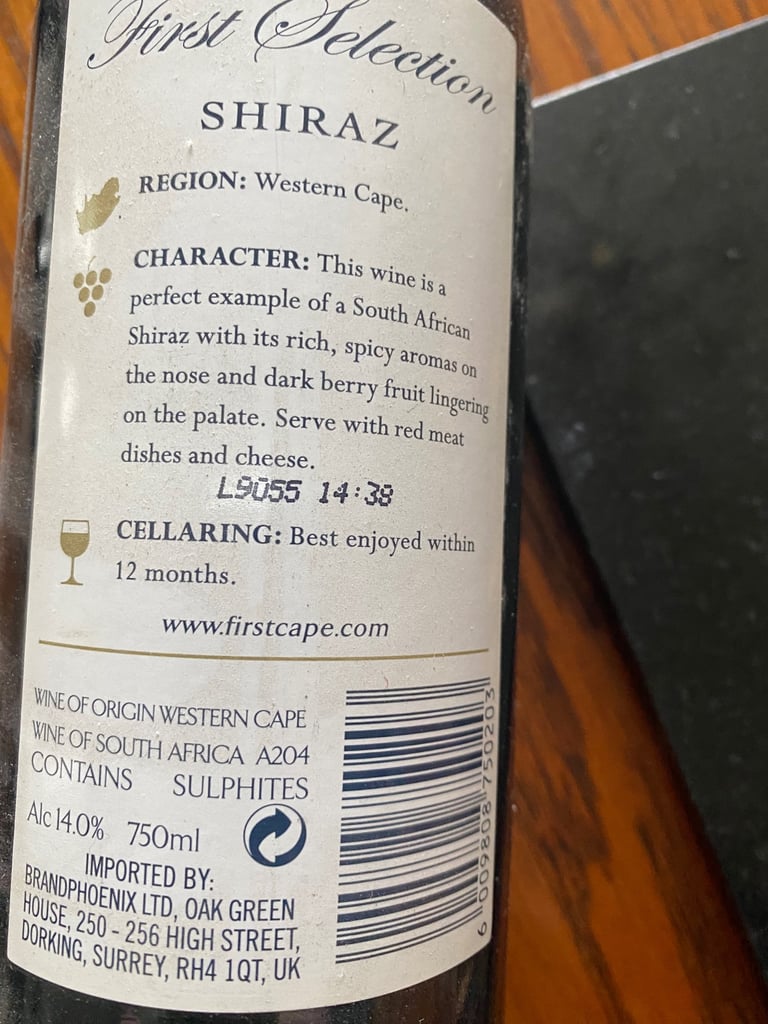 First Selection
SHIRAZ
REGION: Western Cape.
CHARACTER: This wine is a
perfect example of a South African
Shiraz with its rich, spicy aromas on
the nose and dark berry fruit lingering
on the palate. Serve with red meat
dishes and cheese.
L9055 14:38
CELLARING: Best enjoyed within
12 months.
www.firstcape.com
WINE OF ORIGIN WESTERN CAPE
WINE OF SOUTH AFRICA A204
CONTAINS SULPHITES
Alc 14.0% 750ml
IMPORTED BY:
BRANDPHOENIX LTD, OAK GREEN
HOUSE, 250 - 256 HIGH STREET,
DORKING, SURREY, RH4 1QT, UK
6 009808 750203